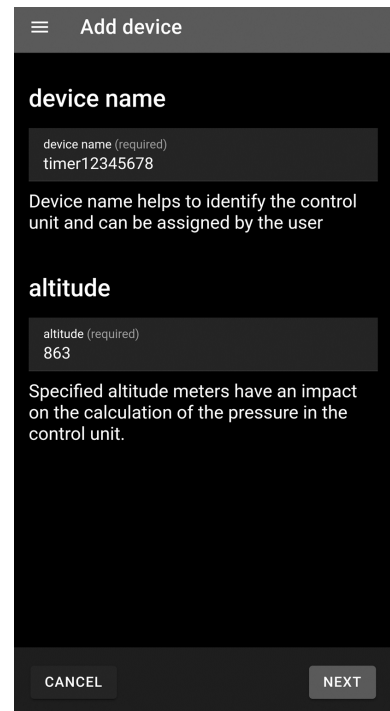 Add device
device name
device name (required)
timer12345678
Device name helps to identify the control
unit and can be assigned by the user
altitude
altitude (required)
863
Specified altitude meters have an impact
on the calculation of the pressure in the
control unit.
CANCEL
NEXT